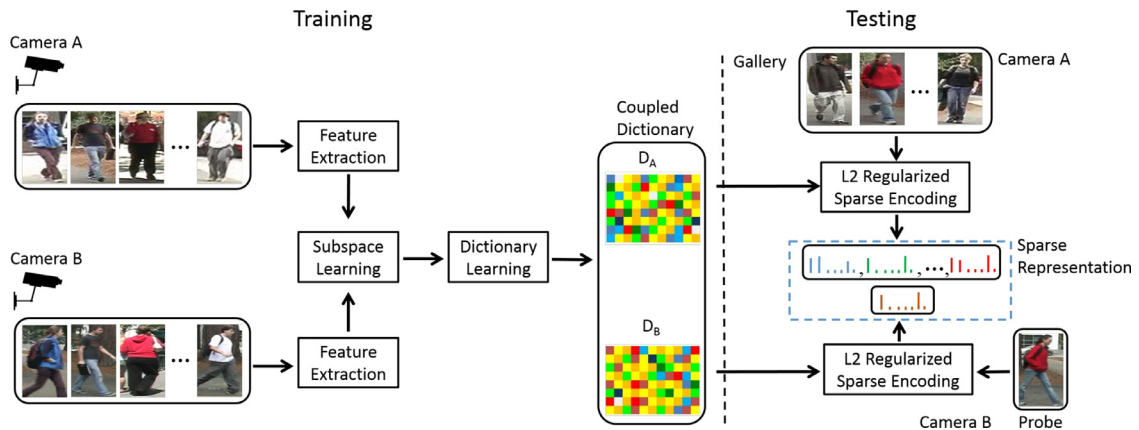 Training
Testing
Camera A
Feature
Extraction
Camera B
Feature
Extraction
Subspace
Learning
Dictionary
Learning
Coupled
Dictionary
D_A
D_B
Gallery
Camera A
...
L2 Regularized
Sparse Encoding
Sparse
Representation
, , ..., 
L2 Regularized
Sparse Encoding
Camera B
Probe